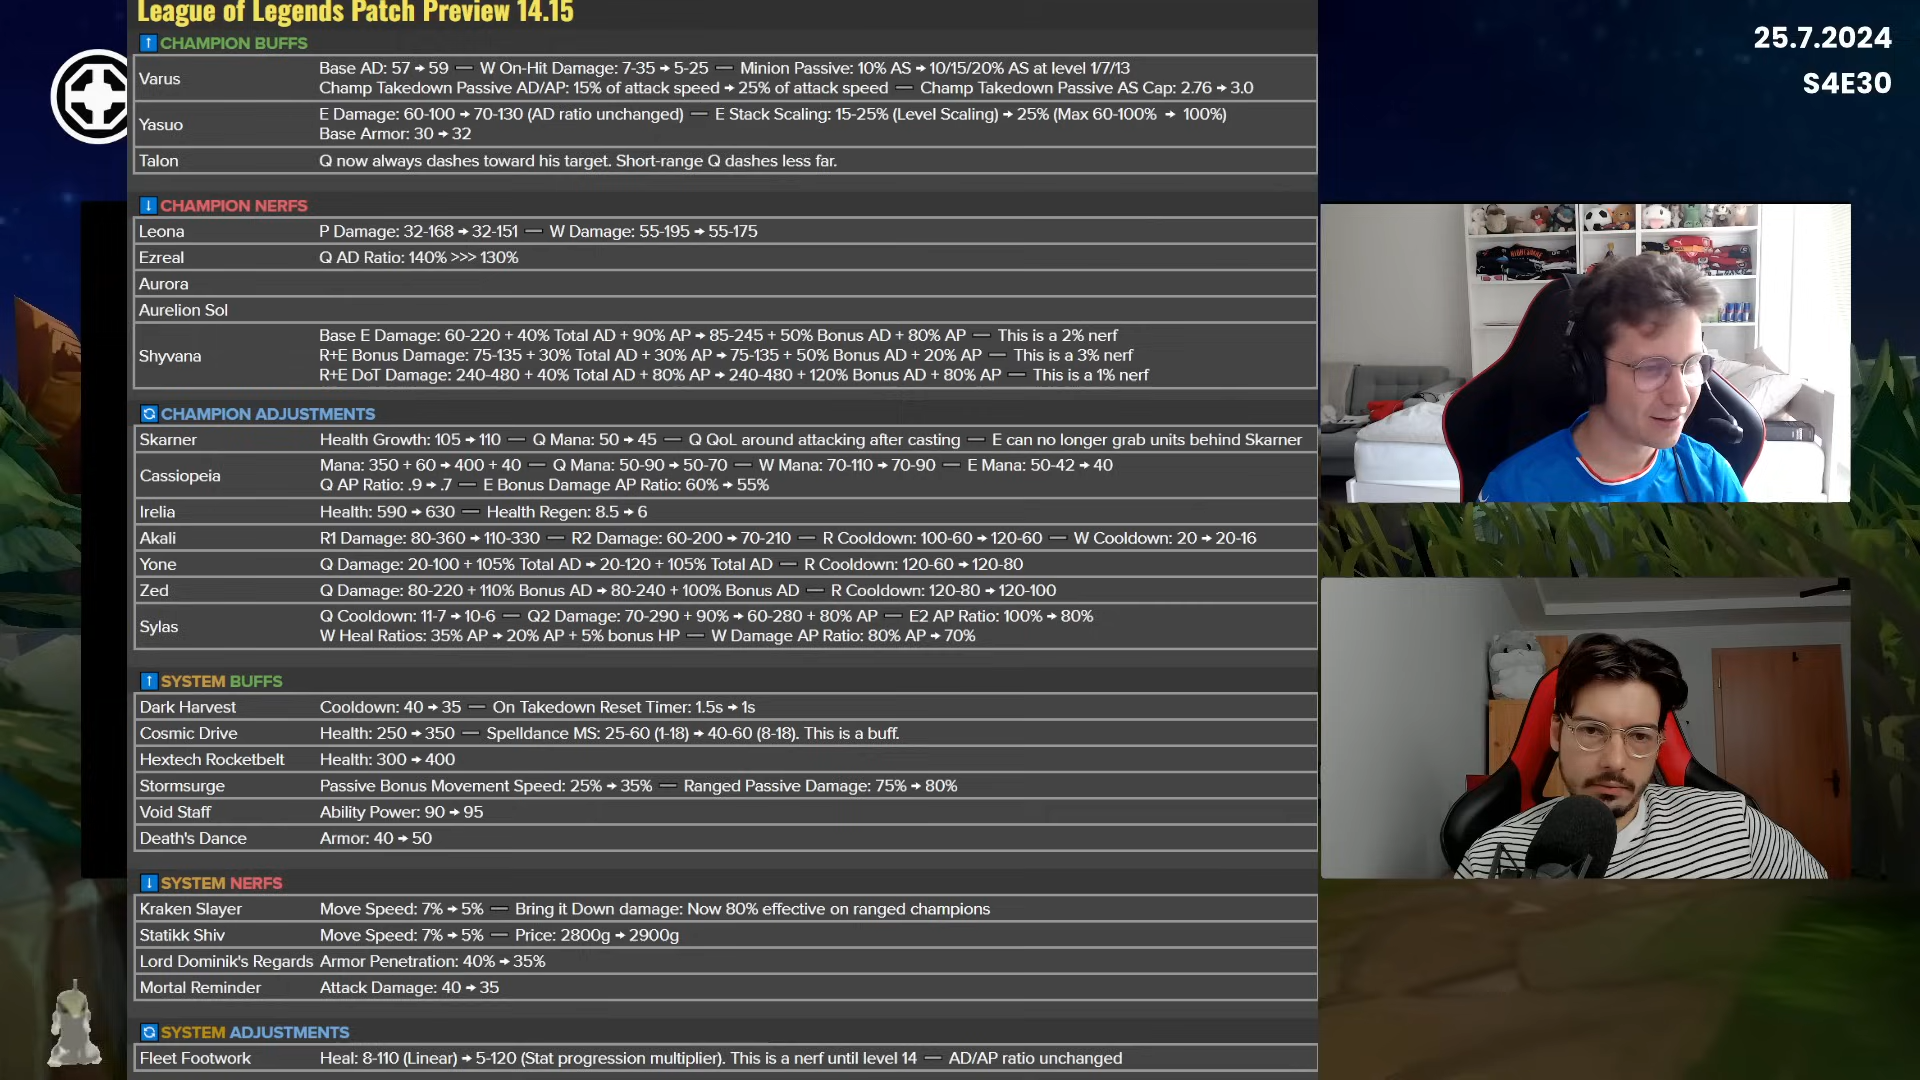 League of Legends Patch Preview 14.15
25.7.2024
S4E30
CHAMPION BUFFS
Varus
Base AD: 57 → 59 — W On-Hit Damage: 7-35 → 5-25 — Minion Passive: 10% AS → 10/15/20% AS at level 1/7/13
Champ Takedown Passive AD/AP: 15% of attack speed → 25% of attack speed — Champ Takedown Passive AS Cap: 2.76 → 3.0
Yasuo
E Damage: 60-100 → 70-130 (AD ratio unchanged) — E Stack Scaling: 15-25% (Level Scaling) → 25% (Max 60-100% → 100%)
Base Armor: 30 → 32
Talon Q now always dashes toward his target. Short-range Q dashes less far.
CHAMPION NERFS
Leona P Damage: 32-168 → 32-151 — W Damage: 55-195 → 55-175
Ezreal Q AD Ratio: 140% >>> 130%
Aurora
Aurelion Sol
Shyvana
Base E Damage: 60-220 + 40% Total AD + 90% AP → 85-245 + 50% Bonus AD + 80% AP — This is a 2% nerf
R+E Bonus Damage: 75-135 + 30% Total AD + 30% AP → 75-135 + 50% Bonus AD + 20% AP — This is a 3% nerf
R+E DoT Damage: 240-480 + 40% Total AD + 80% AP → 240-480 + 120% Bonus AD + 80% AP — This is a 1% nerf
CHAMPION ADJUSTMENTS
Skarner Health Growth: 105 → 110 — Q Mana: 50 → 45 — Q QoL around attacking after casting — E can no longer grab units behind Skarner
Cassiopeia
Mana: 350 + 60 → 400 + 40 — Q Mana: 50-90 → 50-70 — W Mana: 70-110 → 70-90 — E Mana: 50-42 → 40
Q AP Ratio: .9 → .7 — E Bonus Damage AP Ratio: 60% → 55%
Irelia Health: 590 → 630 — Health Regen: 8.5 → 6
Akali R1 Damage: 80-360 → 110-330 — R2 Damage: 60-200 → 70-210 — R Cooldown: 100-60 → 120-60 — W Cooldown: 20 → 20-16
Yone Q Damage: 20-100 + 105% Total AD → 20-120 + 105% Total AD — R Cooldown: 120-60 → 120-80
Zed Q Damage: 80-220 + 110% Bonus AD → 80-240 + 100% Bonus AD — R Cooldown: 120-80 → 120-100
Sylas
Q Cooldown: 11-7 → 10-6 — Q2 Damage: 70-290 + 90% → 60-280 + 80% AP — E2 AP Ratio: 100% → 80%
W Heal Ratios: 35% AP → 20% AP + 5% bonus HP — W Damage AP Ratio: 80% AP → 70%
SYSTEM BUFFS
Dark Harvest Cooldown: 40 → 35 — On Takedown Reset Timer: 1.5s → 1s
Cosmic Drive Health: 250 → 350 — Spelldance MS: 25-60 (1-18) → 40-60 (8-18). This is a buff.
Hextech Rocketbelt Health: 300 → 400
Stormsurge Passive Bonus Movement Speed: 25% → 35% — Ranged Passive Damage: 75% → 80%
Void Staff Ability Power: 90 → 95
Death's Dance Armor: 40 → 50
SYSTEM NERFS
Kraken Slayer Move Speed: 7% → 5% — Bring it Down damage: Now 80% effective on ranged champions
Statikk Shiv Move Speed: 7% → 5% — Price: 2800g → 2900g
Lord Dominik's Regards Armor Penetration: 40% → 35%
Mortal Reminder Attack Damage: 40 → 35
SYSTEM ADJUSTMENTS
Fleet Footwork Heal: 8-110 (Linear) → 5-120 (Stat progression multiplier). This is a nerf until level 14 — AD/AP ratio unchanged